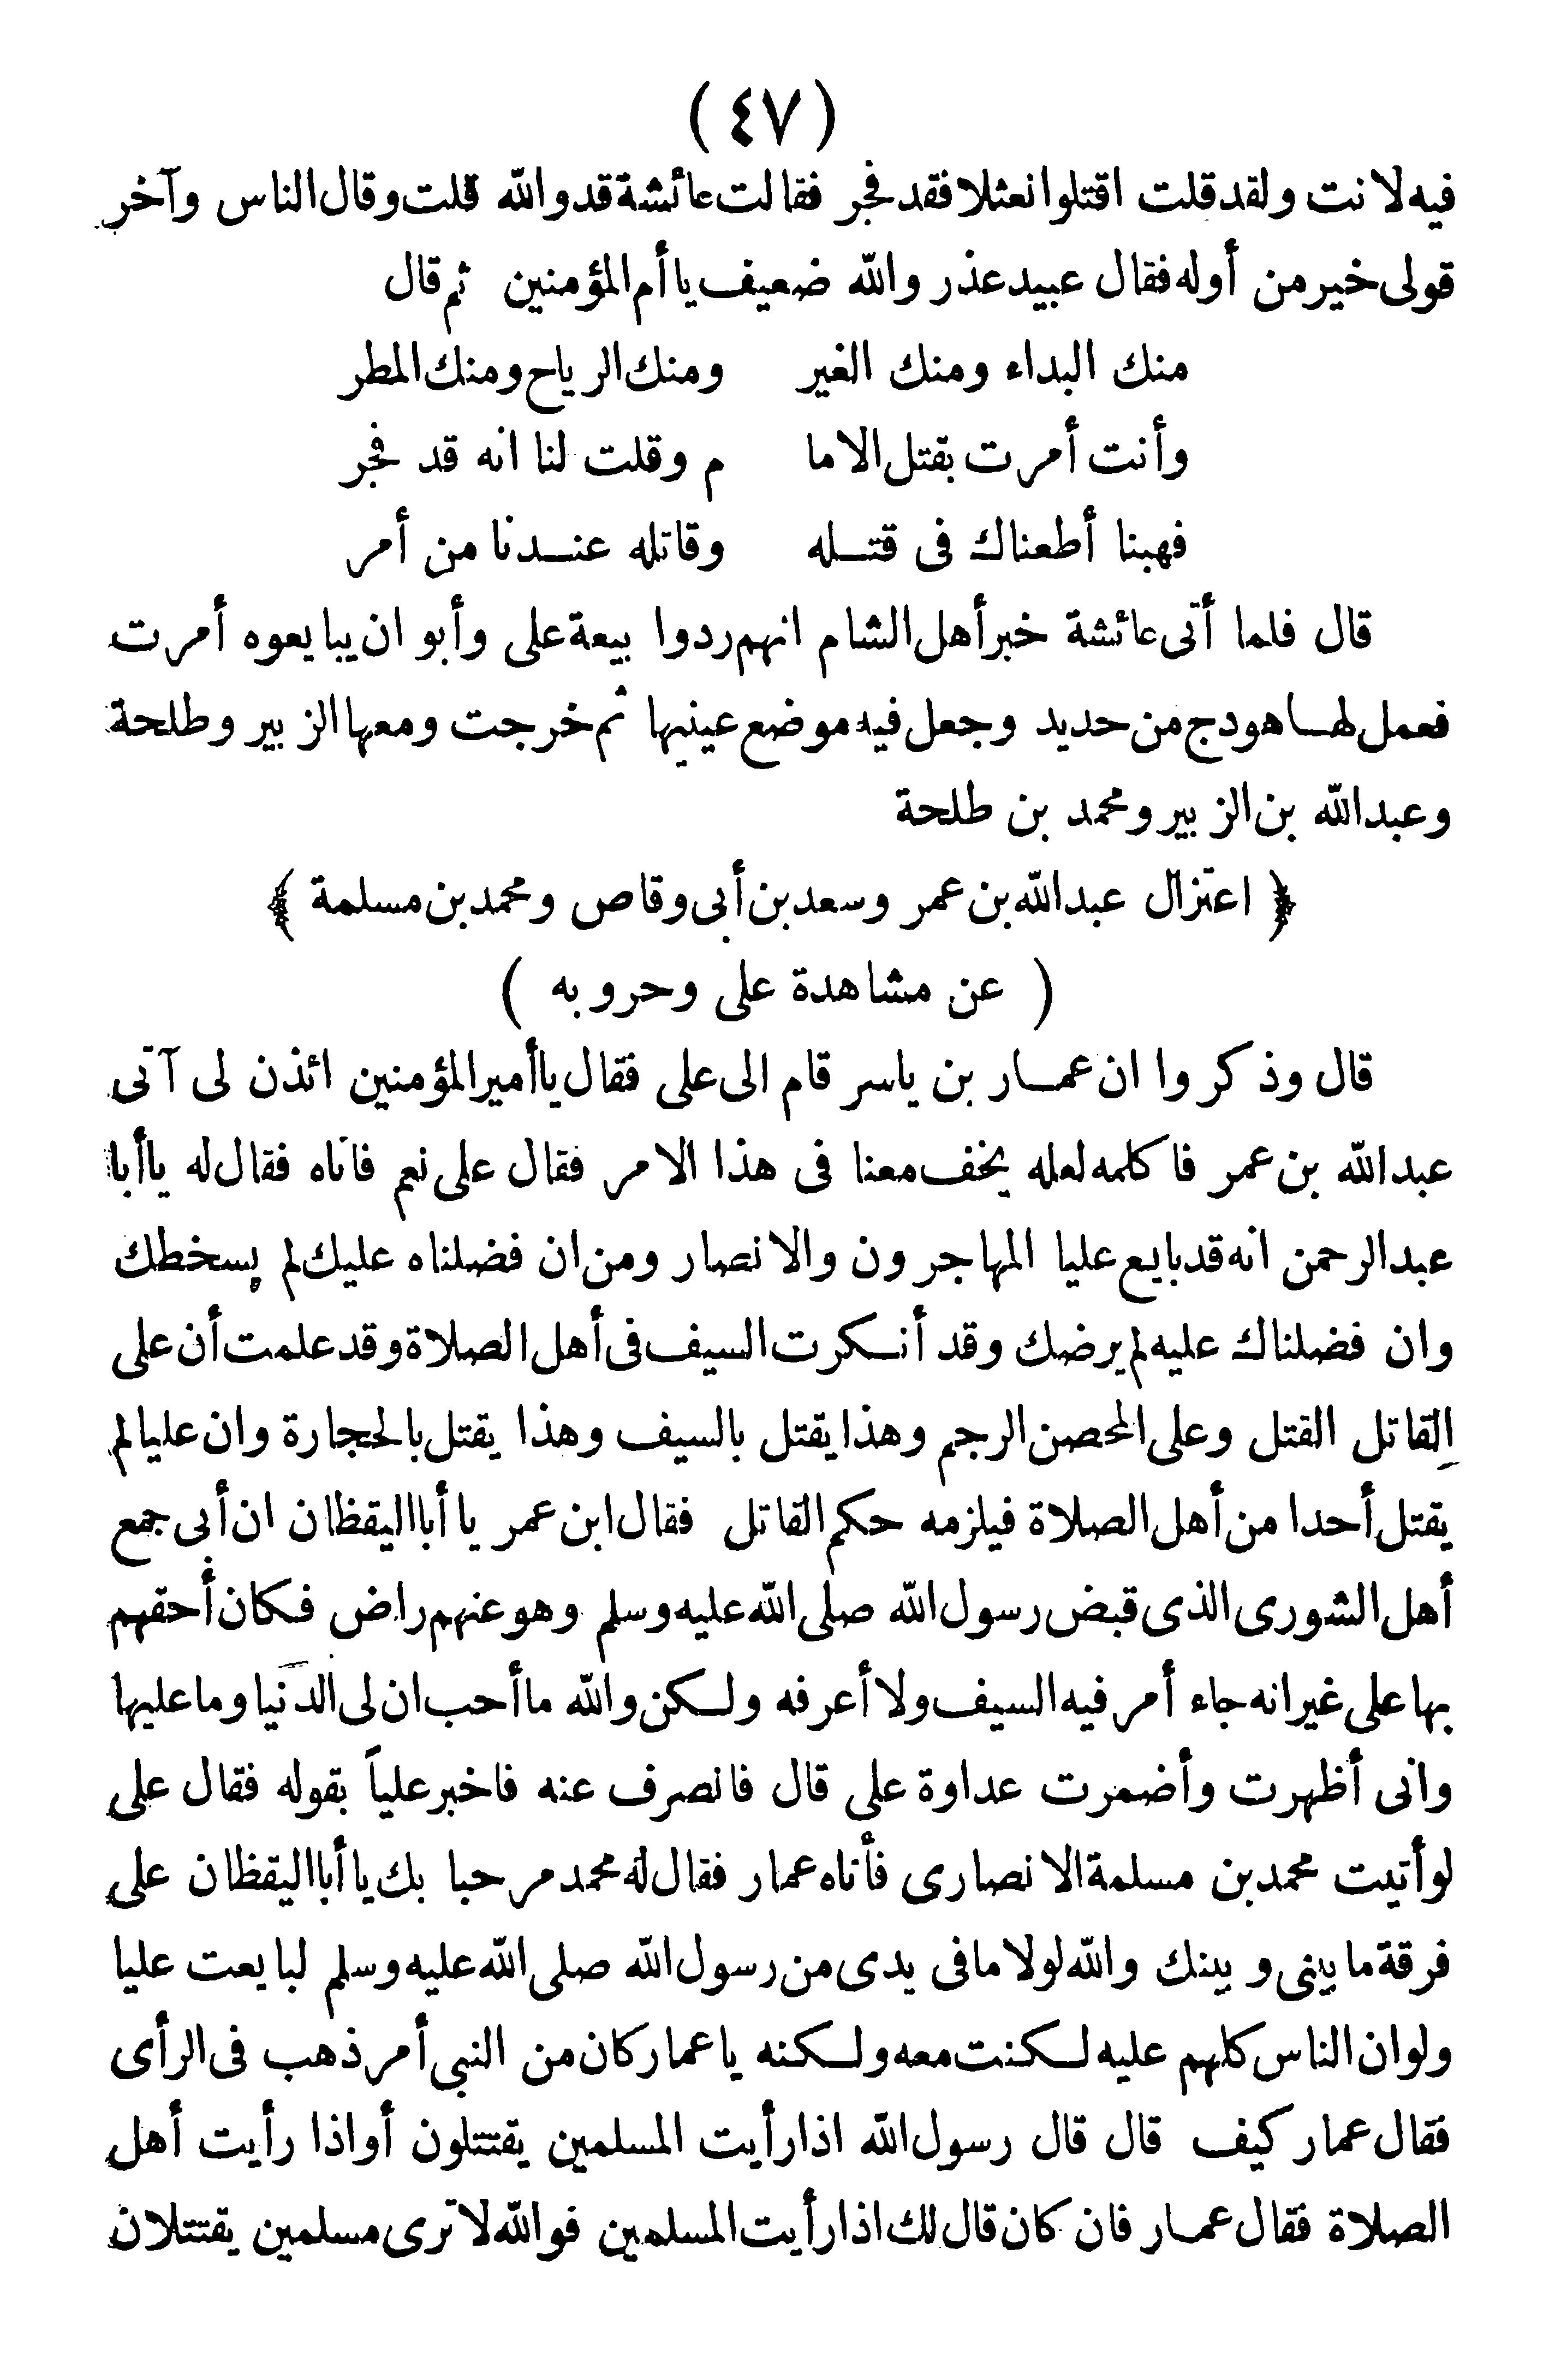 (٤٧)
فيه لانت ولقد قلت اقتلوا نعثلا فقد فجر فقالت عائشة قد والله قلت وقال الناس وآخر
قولى خير من أوله فقال عبيد عذر والله ضعيف يا أم المؤمنين ثم قال
منك البداء ومنك الغير ومنك الرياح ومنك المطر
وأنت أمرت بقتل الاما م وقلت لنا انه قد فجر
فهبنا أطعناك فى قتله وقاتله عندنا من أمر
قال فلما أتى عائشة خبر أهل الشام انهم ردوا بيعة على وأبو ان يبايعوه أمرت
فعمل لها هودج من حديد وجعل فيه موضع عينيها ثم خرجت ومعها الزبير وطلحة
وعبدالله بن الزبير ومحمد بن طلحة
﴿ اعتزال عبدالله بن عمر وسعد بن أبى وقاص ومحمد بن مسلمة ﴾
( عن مشاهدة على وحروبه )
قال وذكروا ان عمار بن ياسر قام الى على فقال يا أمير المؤمنين ائذن لى آتى
عبدالله بن عمر فاكلمه لعله يخف معنا فى هذا الامر فقال على نعم فاتاه فقال له يا أبا
عبدالرحمن انه قد بايع عليا المهاجرون والانصار ومن ان فضلناه عليك لم يسخطك
وان فضلناك عليه لم يرضك وقد أنكرت السيف فى أهل الصلاة وقد علمت أن على
القاتل القتل وعلى المحصن الرجم وهذا يقتل بالسيف وهذا يقتل بالحجارة وان عليا لم
يقتل أحدا من أهل الصلاة فيلزمه حكم القاتل فقال ابن عمر يا أبا اليقظان ان أبى جمع
أهل الشورى الذى قبض رسول الله صلى الله عليه وسلم وهو عنهم راض فكان أحقهم
بها على غير انه جاء أمر فيه السيف ولا أعرفه ولكن والله ما أحب ان لى الدنيا وما عليها
وانى أظهرت وأضمرت عداوة على قال فانصرف عنه فاخبر علياً بقوله فقال على
لو أتيت محمد بن مسلمة الانصارى فأتاه عمار فقال له محمد مرحبا بك يا أبا اليقظان على
فرقة ما بينى وبينك والله لولا ما فى يدى من رسول الله صلى الله عليه وسلم لبايعت عليا
ولو ان الناس كلهم عليه لكنت معه ولكنه يا عمار كان من النبى أمر ذهب فى الرأى
فقال عمار كيف قال قال رسول الله اذا رأيت المسلمين يقتتلون أو اذا رأيت أهل
الصلاة فقال عمار فان كان قال لك اذا رأيت المسلمين فوالله لا ترى مسلمين يقتتلان